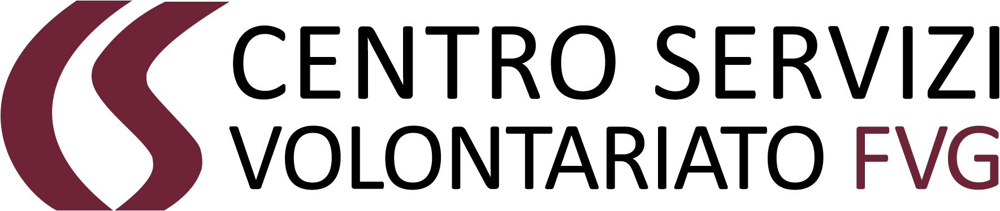 CENTRO SERVIZI
VOLONTARIATO FVG